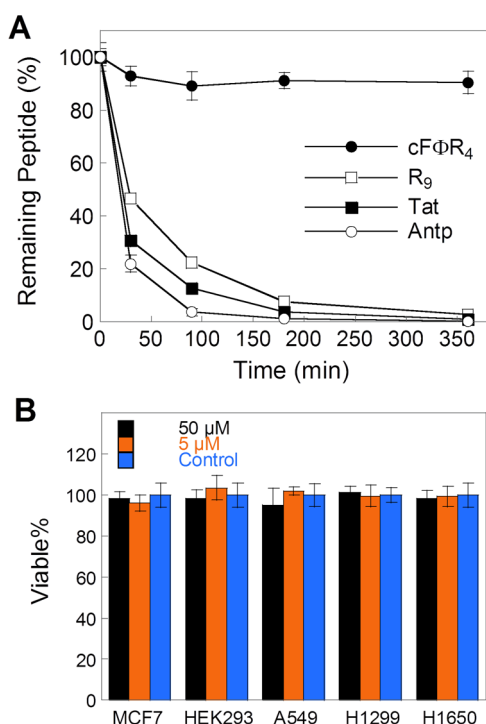 A
Remaining Peptide (%)
100
80
60
40
20
0
cFΦR₄
R₉
Tat
Antp
0 50 100 150 200 250 300 350
Time (min)
B
50 µM
5 µM
Control
Viable%
120
100
80
60
40
20
0
MCF7 HEK293 A549 H1299 H1650